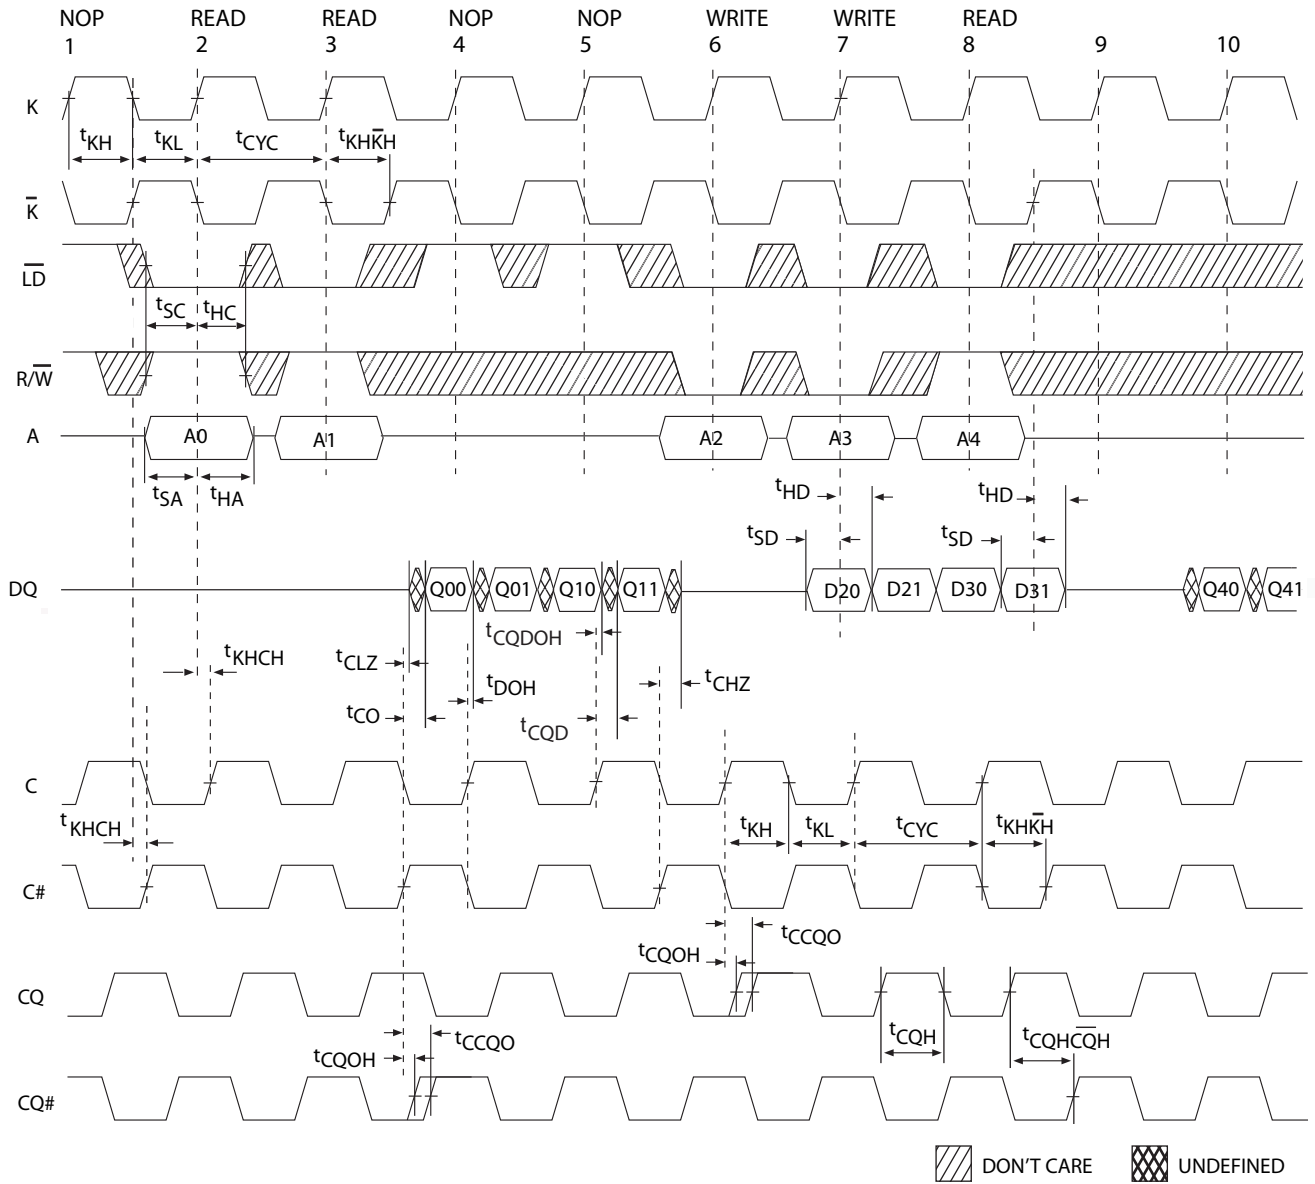 NOP READ READ NOP NOP WRITE WRITE READ
1 2 3 4 5 6 7 8 9 10
K
tKH tKL tCYC tKHK̅H
K̅
L̅D̅
tSC tHC
R/W̅
A A0 A1 A2 A3 A4
tSA tHA tHD tHD
tSD tSD
DQ Q00 Q01 Q10 Q11 D20 D21 D30 D31 Q40 Q41
tCQDOH
tKHCH tCLZ tDOH tCHZ
tCO tCQD
C
tKHCH tKH tKL tCYC tKHK̅H
C#
tCCQO
tCQOH
CQ
tCQH tCQHC̅Q̅H
tCCQO
tCQOH
CQ#
DON'T CARE UNDEFINED